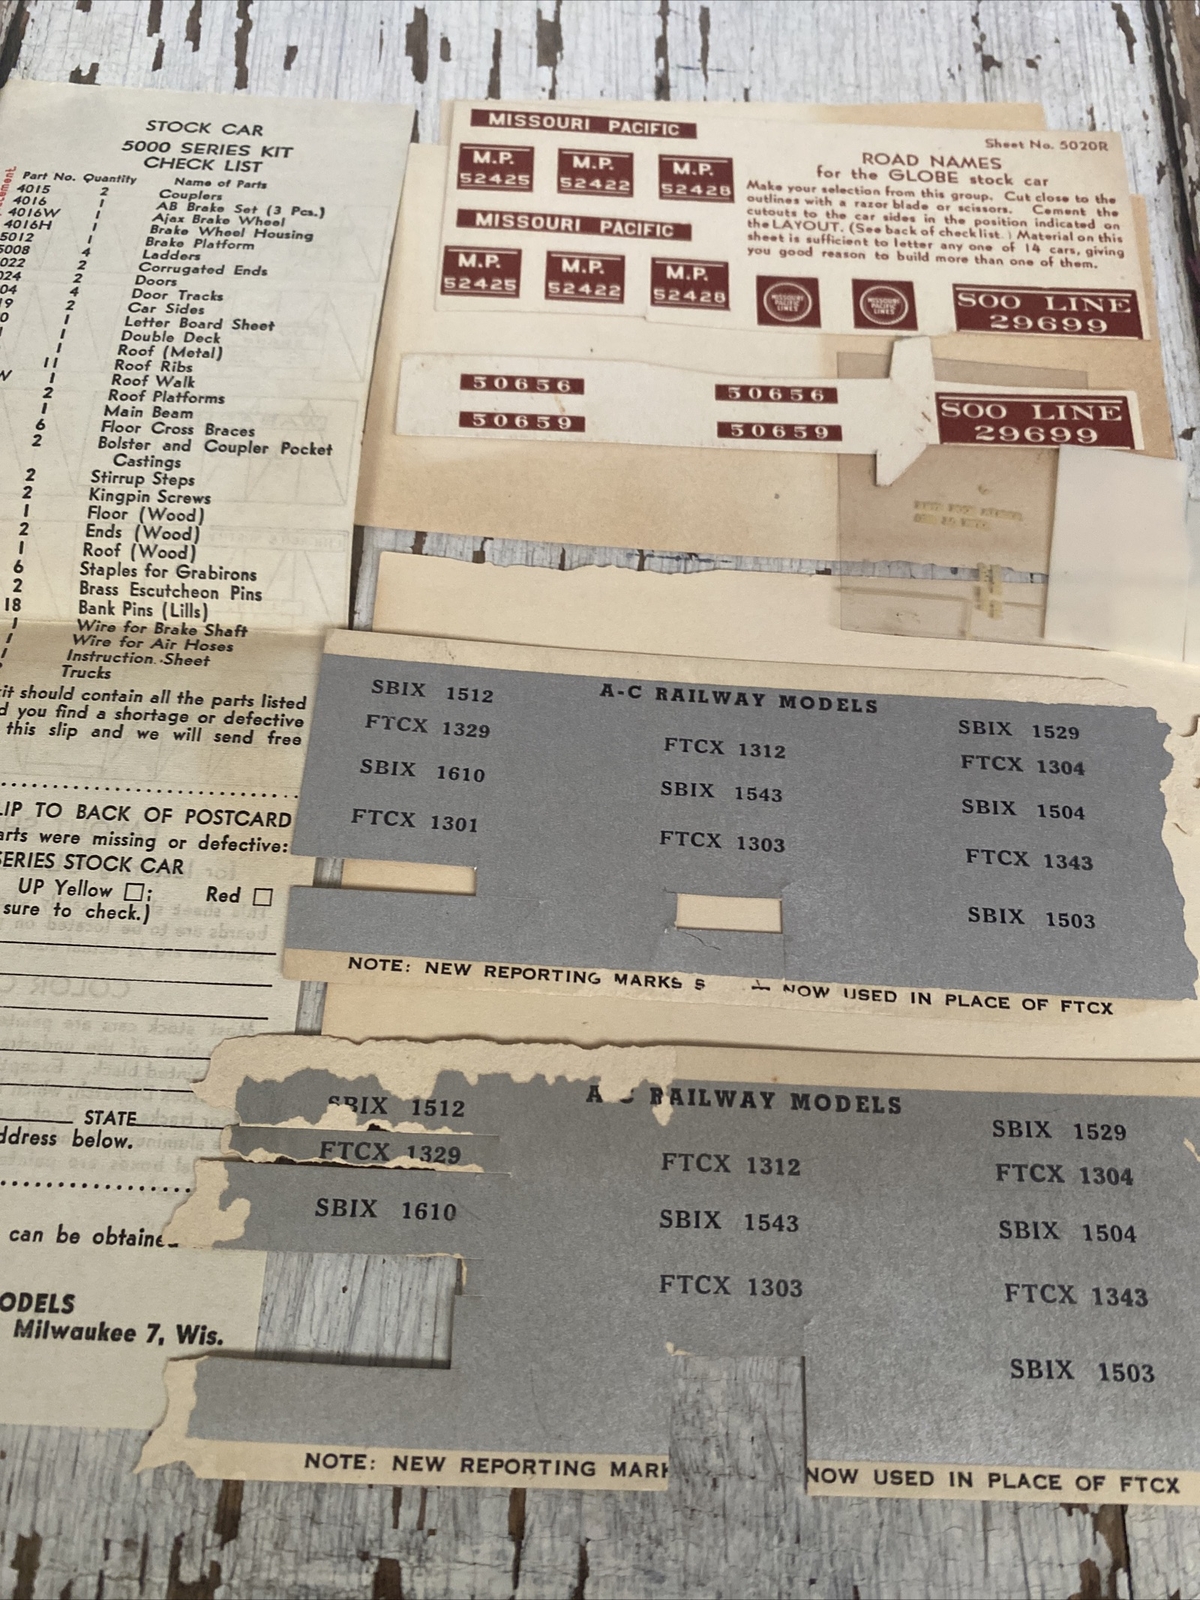 STOCK CAR
5000 SERIES KIT
CHECK LIST
Part No. Quantity Name of Parts
4015 2 Couplers
4016 1 AB Brake Set (3 Pcs.)
4016W 1 Ajax Brake Wheel
4016H 1 Brake Wheel Housing
5012 1 Brake Platform
5008 4 Ladders
022 2 Corrugated Ends
024 2 Doors
04 4 Door Tracks
19 2 Car Sides
0 1 Letter Board Sheet
1 Double Deck
1 Roof (Metal)
11 Roof Ribs
W 1 Roof Walk
2 Roof Platforms
1 Main Beam
6 Floor Cross Braces
2 Bolster and Coupler Pocket
Castings
2 Stirrup Steps
2 Kingpin Screws
1 Floor (Wood)
2 Ends (Wood)
1 Roof (Wood)
6 Staples for Grabirons
2 Brass Escutcheon Pins
18 Bank Pins (Lills)
1 Wire for Brake Shaft
1 Wire for Air Hoses
1 Instruction Sheet
Trucks
it should contain all the parts listed
d you find a shortage or defective
this slip and we will send free
LIP TO BACK OF POSTCARD
arts were missing or defective:
SERIES STOCK CAR
UP Yellow ; Red
sure to check.)
STATE
ddress below.
can be obtaine
ODELS
Milwaukee 7, Wis.
MISSOURI PACIFIC
M.P. M.P. M.P.
52425 52422 52428
MISSOURI PACIFIC
M.P. M.P. M.P.
52425 52422 52428
MISSOURI PACIFIC LINES
MISSOURI PACIFIC LINES
Sheet No. 5020R
ROAD NAMES
for the GLOBE stock car
Make your selection from this group. Cut close to the
outlines with a razor blade or scissors. Cement the
cutouts to the car sides in the position indicated on
the LAYOUT. (See back of checklist.) Material on this
sheet is sufficient to letter any one of 14 cars, giving
you good reason to build more than one of them.
SOO LINE
29699
50656 50656
50659 50659
SOO LINE
29699
A-C RAILWAY MODELS
SBIX 1512
FTCX 1329
SBIX 1610
FTCX 1301
FTCX 1312
SBIX 1543
FTCX 1303
SBIX 1529
FTCX 1304
SBIX 1504
FTCX 1343
SBIX 1503
NOTE: NEW REPORTING MARKS S NOW USED IN PLACE OF FTCX
A-C RAILWAY MODELS
SBIX 1512
FTCX 1329
SBIX 1610
FTCX 1312
SBIX 1543
FTCX 1303
SBIX 1529
FTCX 1304
SBIX 1504
FTCX 1343
SBIX 1503
NOTE: NEW REPORTING MARK NOW USED IN PLACE OF FTCX